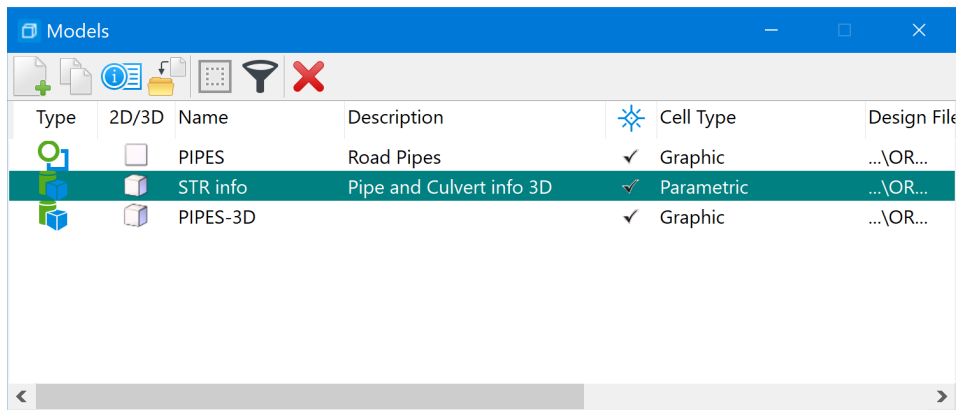 Models
Type 2D/3D Name Description Cell Type Design File
PIPES Road Pipes Graphic ...\OR...
STR info Pipe and Culvert info 3D Parametric ...\OR...
PIPES-3D Graphic ...\OR...